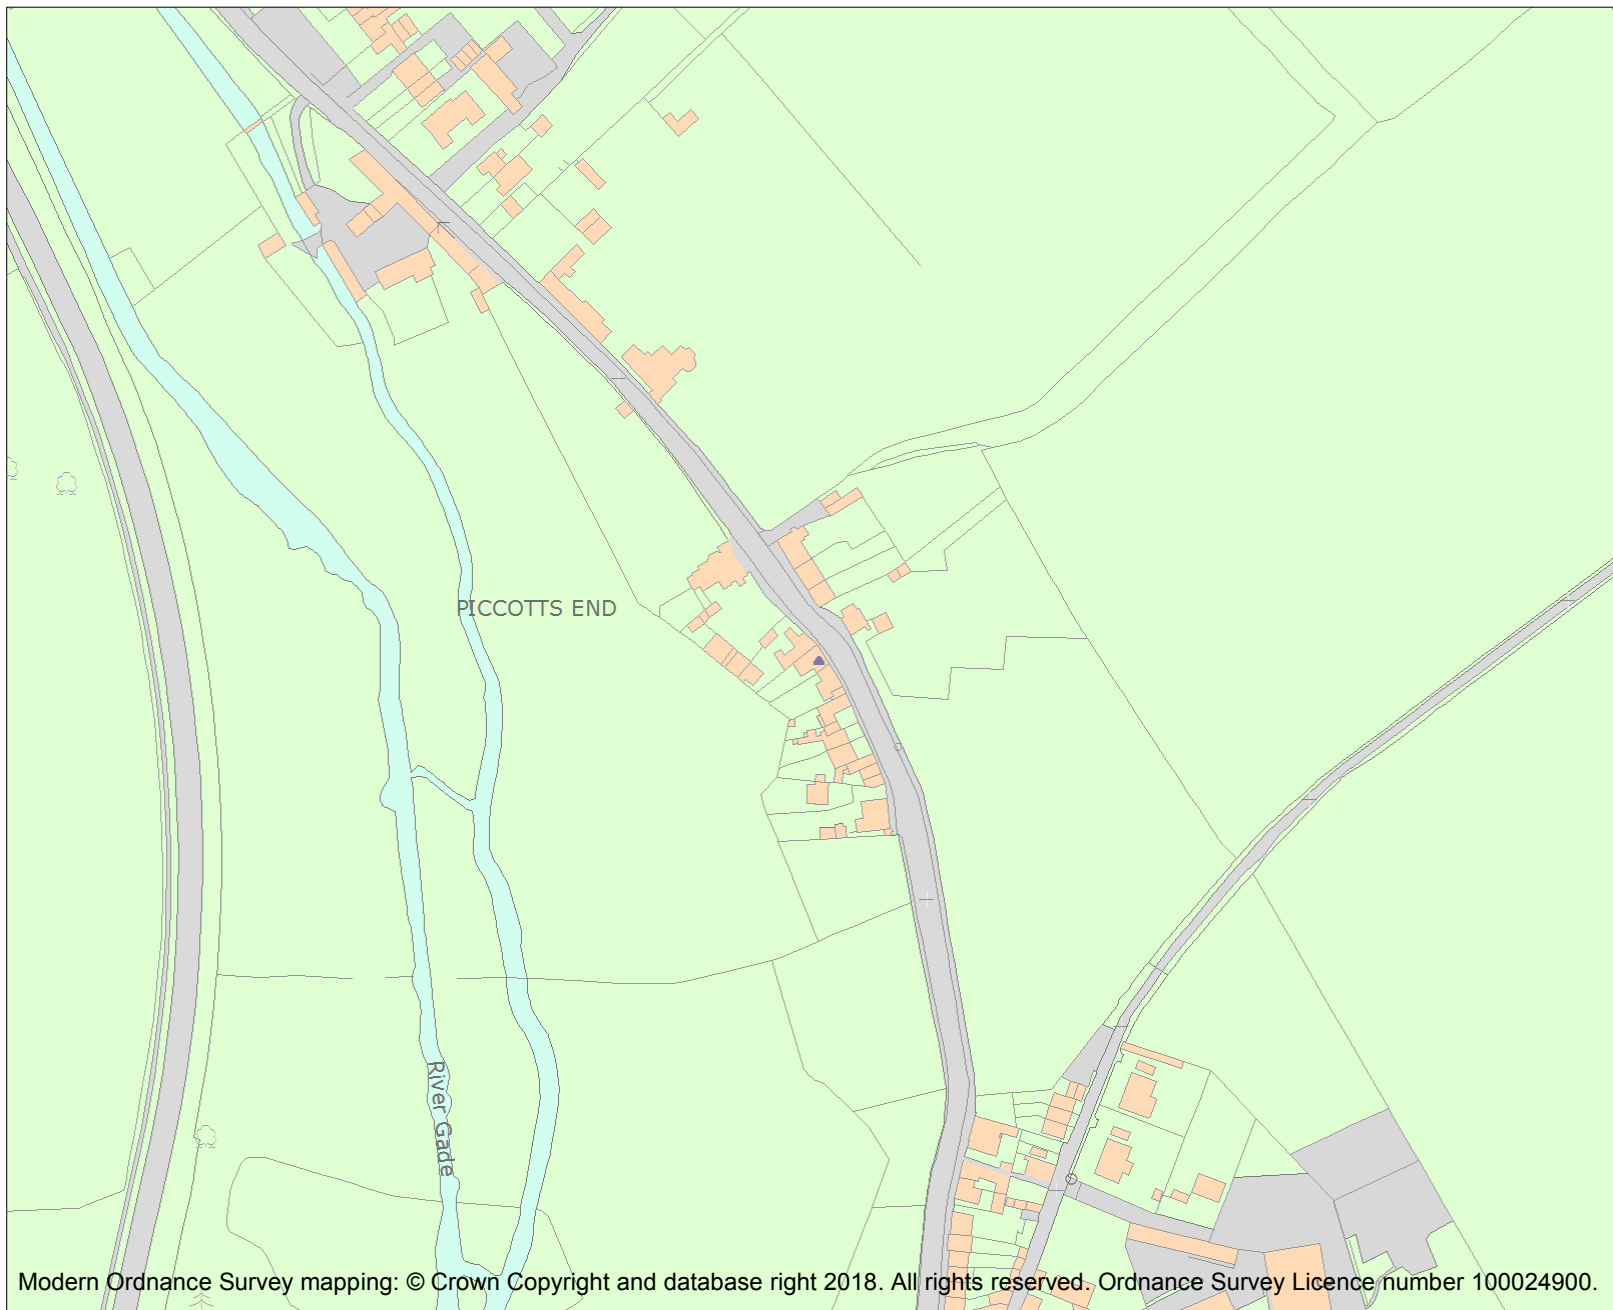 PICCOTTS END
River Gade
Modern Ordnance Survey mapping: © Crown Copyright and database right 2018. All rights reserved. Ordnance Survey Licence number 100024900.